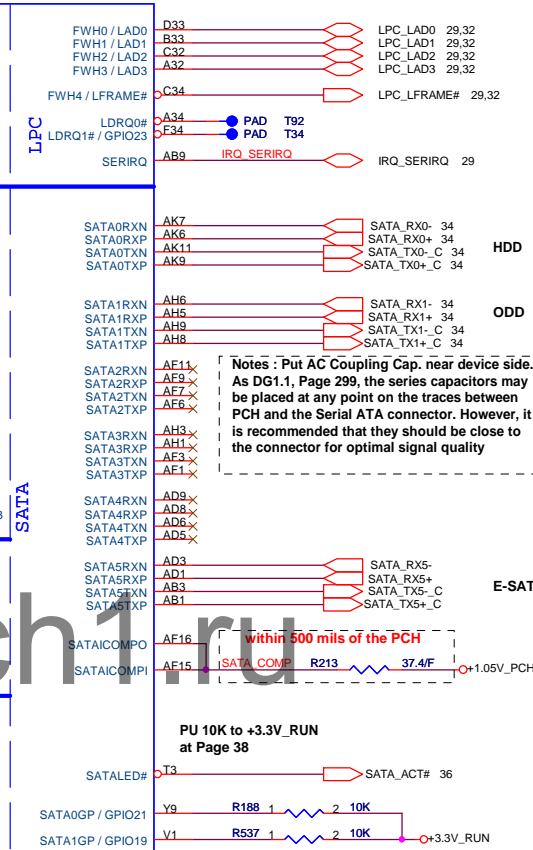 FWH0 / LAD0 D33 LPC_LAD0 29,32
FWH1 / LAD1 B33 LPC_LAD1 29,32
FWH2 / LAD2 C32 LPC_LAD2 29,32
FWH3 / LAD3 A32 LPC_LAD3 29,32
FWH4 / LFRAME# C34 LPC_LFRAME# 29,32
LPC
LDRQ0# A34 PAD T92
LDRQ1# / GPIO23 F34 PAD T34
SERIRQ AB9 IRQ_SERIRQ IRQ_SERIRQ 29
SATA0RXN AK7 SATA_RX0- 34
SATA0RXP AK6 SATA_RX0+ 34
SATA0TXN AK11 SATA_TX0-_C 34
SATA0TXP AK9 SATA_TX0+_C 34
HDD
SATA1RXN AH6 SATA_RX1- 34
SATA1RXP AH5 SATA_RX1+ 34
SATA1TXN AH9 SATA_TX1-_C 34
SATA1TXP AH8 SATA_TX1+_C 34
ODD
SATA2RXN AF11
SATA2RXP AF9
SATA2TXN AF7
SATA2TXP AF6
Notes : Put AC Coupling Cap. near device side.
As DG1.1, Page 299, the series capacitors may
be placed at any point on the traces between
PCH and the Serial ATA connector. However, it
is recommended that they should be close to
the connector for optimal signal quality
SATA3RXN AH3
SATA3RXP AH1
SATA3TXN AF3
SATA3TXP AF1
SATA
SATA4RXN AD9
SATA4RXP AD8
SATA4TXN AD6
SATA4TXP AD5
SATA5RXN AD3 SATA_RX5-
SATA5RXP AD1 SATA_RX5+
SATA5TXN AB3 SATA_TX5-_C
SATA5TXP AB1 SATA_TX5+_C
E-SAT
ch1.ru
SATAICOMPO AF16
within 500 mils of the PCH
SATAICOMPI AF15 SATA_COMP R213 37.4/F +1.05V_PCH
PU 10K to +3.3V_RUN
at Page 38
SATALED# T3 SATA_ACT# 36
SATA0GP / GPIO21 Y9 R188 1 2 10K
SATA1GP / GPIO19 V1 R537 1 2 10K +3.3V_RUN